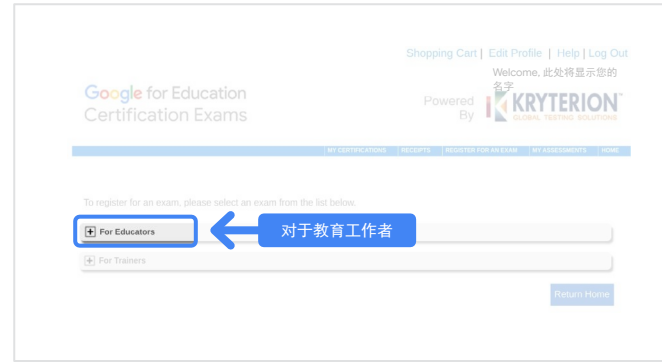 Shopping Cart | Edit Profile | Help | Log Out
Welcome, 此处将显示您的
名字
Google for Education
Certification Exams
Powered
By
KRYTERION
GLOBAL TESTING SOLUTIONS
MY CERTIFICATIONS | RECEIPTS | REGISTER FOR AN EXAM | MY ASSESSMENTS | HOME
To register for an exam, please select an exam from the list below.
For Educators
对于教育工作者
For Trainers
Return Home